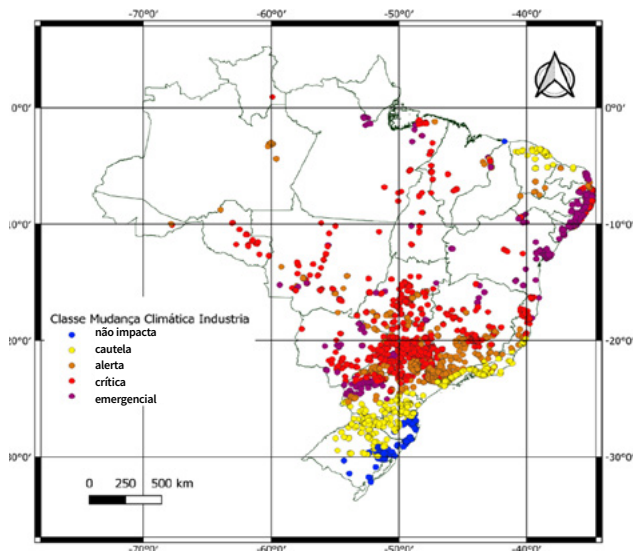 -70°0' -60°0' -50°0' -40°0'
0°0' 0°0'
-10°0' -10°0'
Classe Mudança Climática Industria
não impacta
-20°0' -20°0'
cautela
alerta
crítica
emergencial
-30°0' -30°0'
0 250 500 km
-70°0' -60°0' -50°0' -40°0'